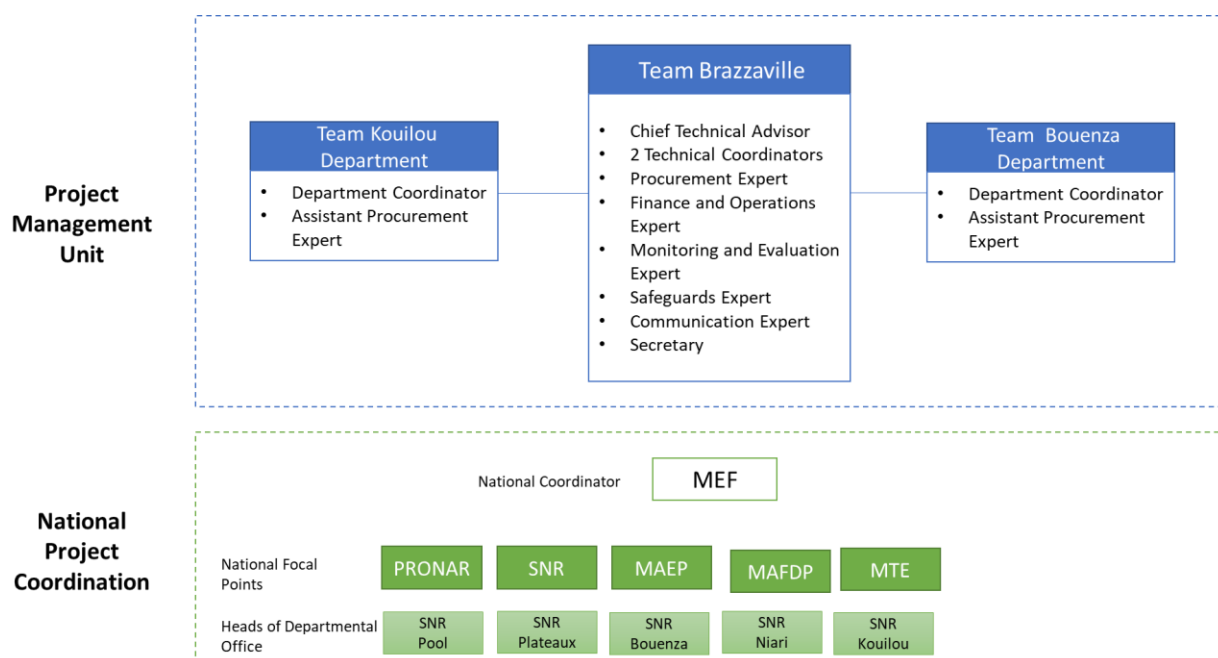 Project
Management
Unit
Team Kouilou
Department
• Department Coordinator
• Assistant Procurement
Expert
Team Brazzaville
• Chief Technical Advisor
• 2 Technical Coordinators
• Procurement Expert
• Finance and Operations
Expert
• Monitoring and Evaluation
Expert
• Safeguards Expert
• Communication Expert
• Secretary
Team Bouenza
Department
• Department Coordinator
• Assistant Procurement
Expert
National
Project
Coordination
National Coordinator
MEF
National Focal
Points
PRONAR
SNR
MAEP
MAFDP
MTE
Heads of Departmental
Office
SNR
Pool
SNR
Plateaux
SNR
Bouenza
SNR
Niari
SNR
Kouilou